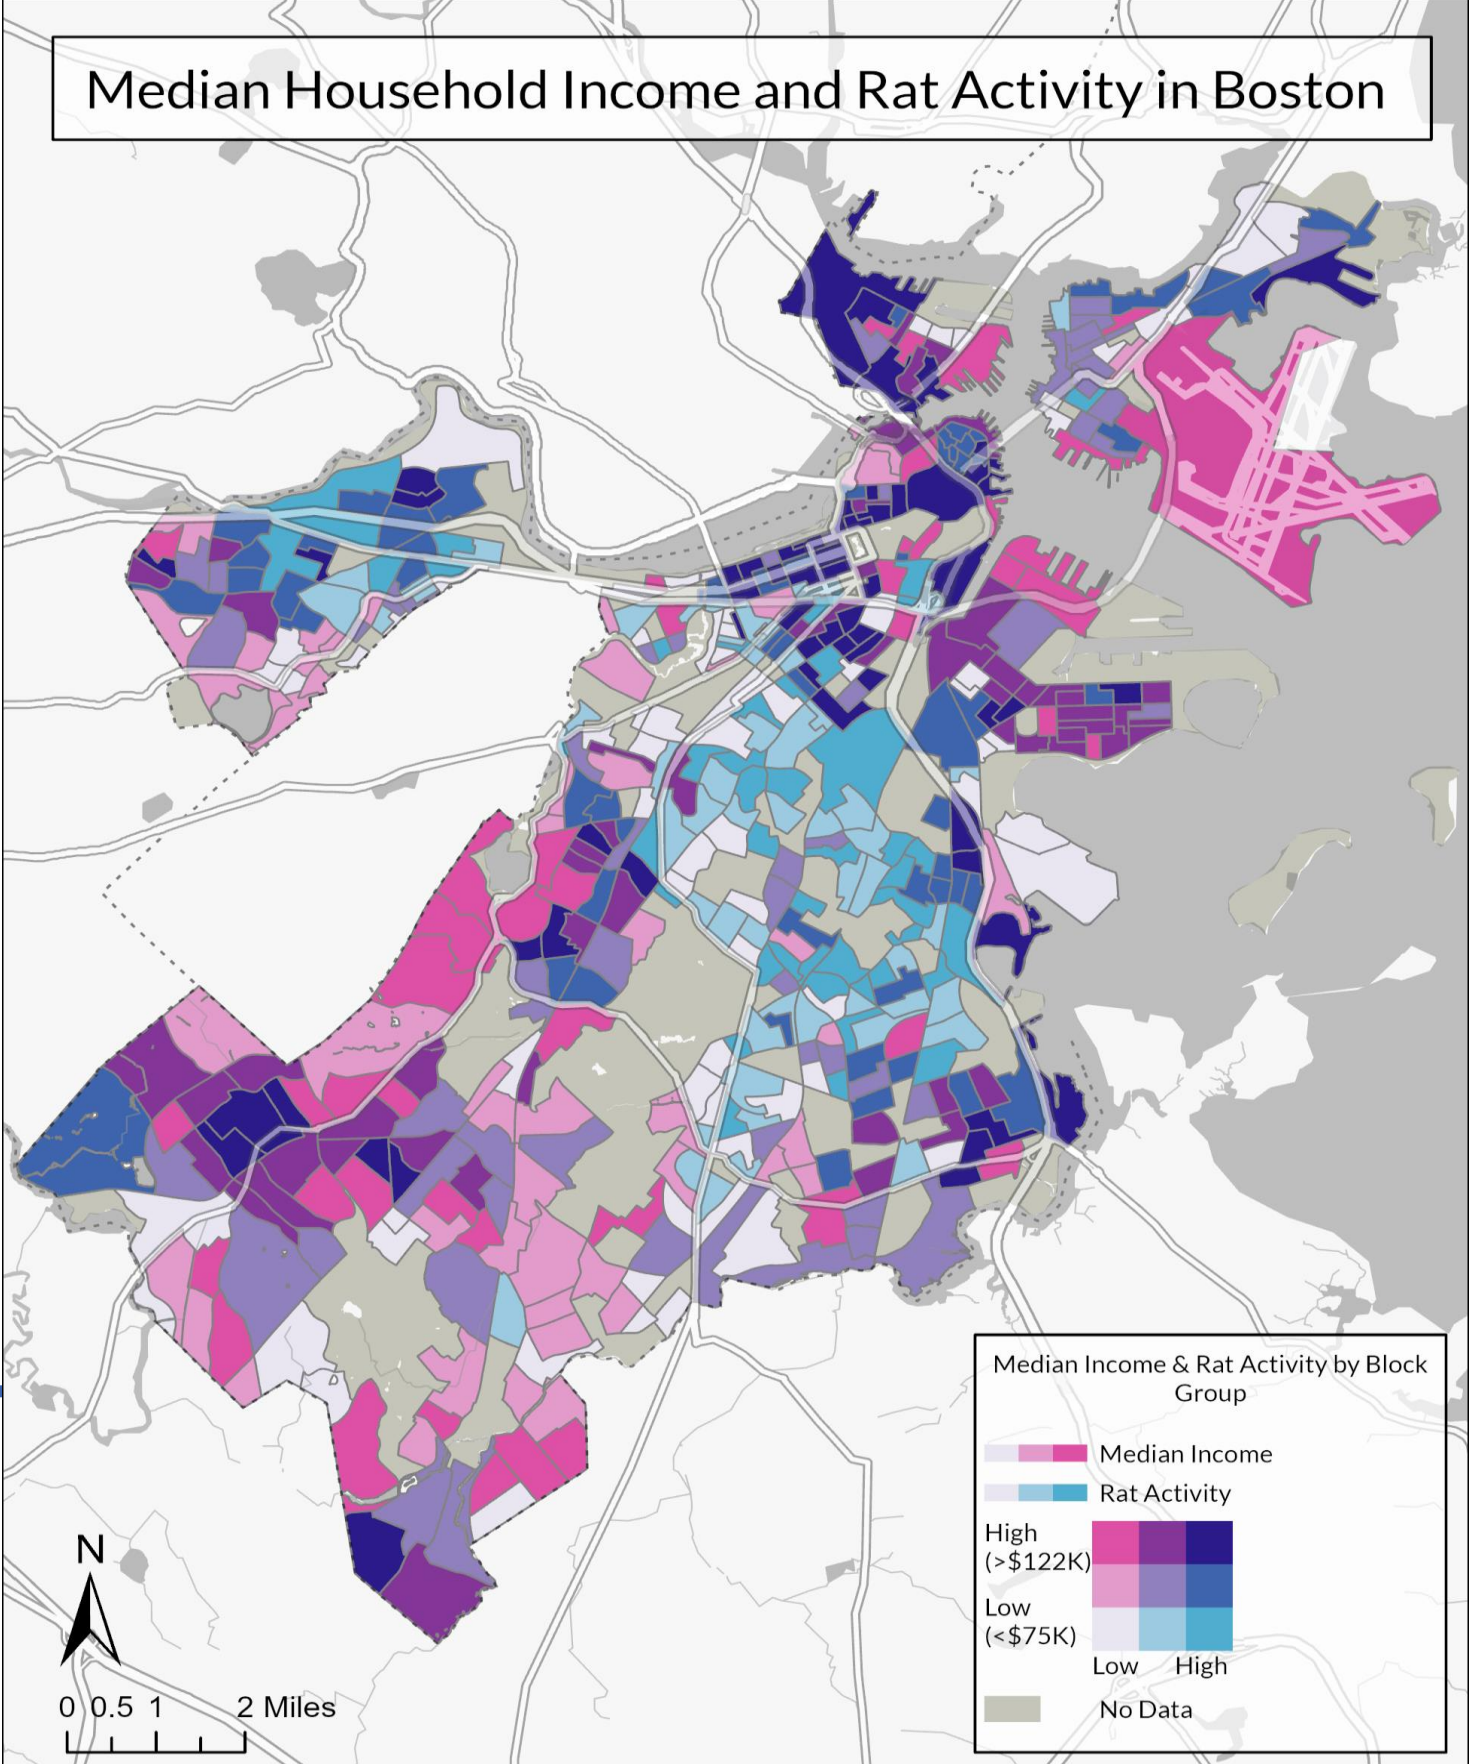 Median Household Income and Rat Activity in Boston
Median Income & Rat Activity by Block
Group
Median Income
Rat Activity
High
(>$122K)
Low
(<$75K)
Low High
No Data
N
0 0.5 1 2 Miles